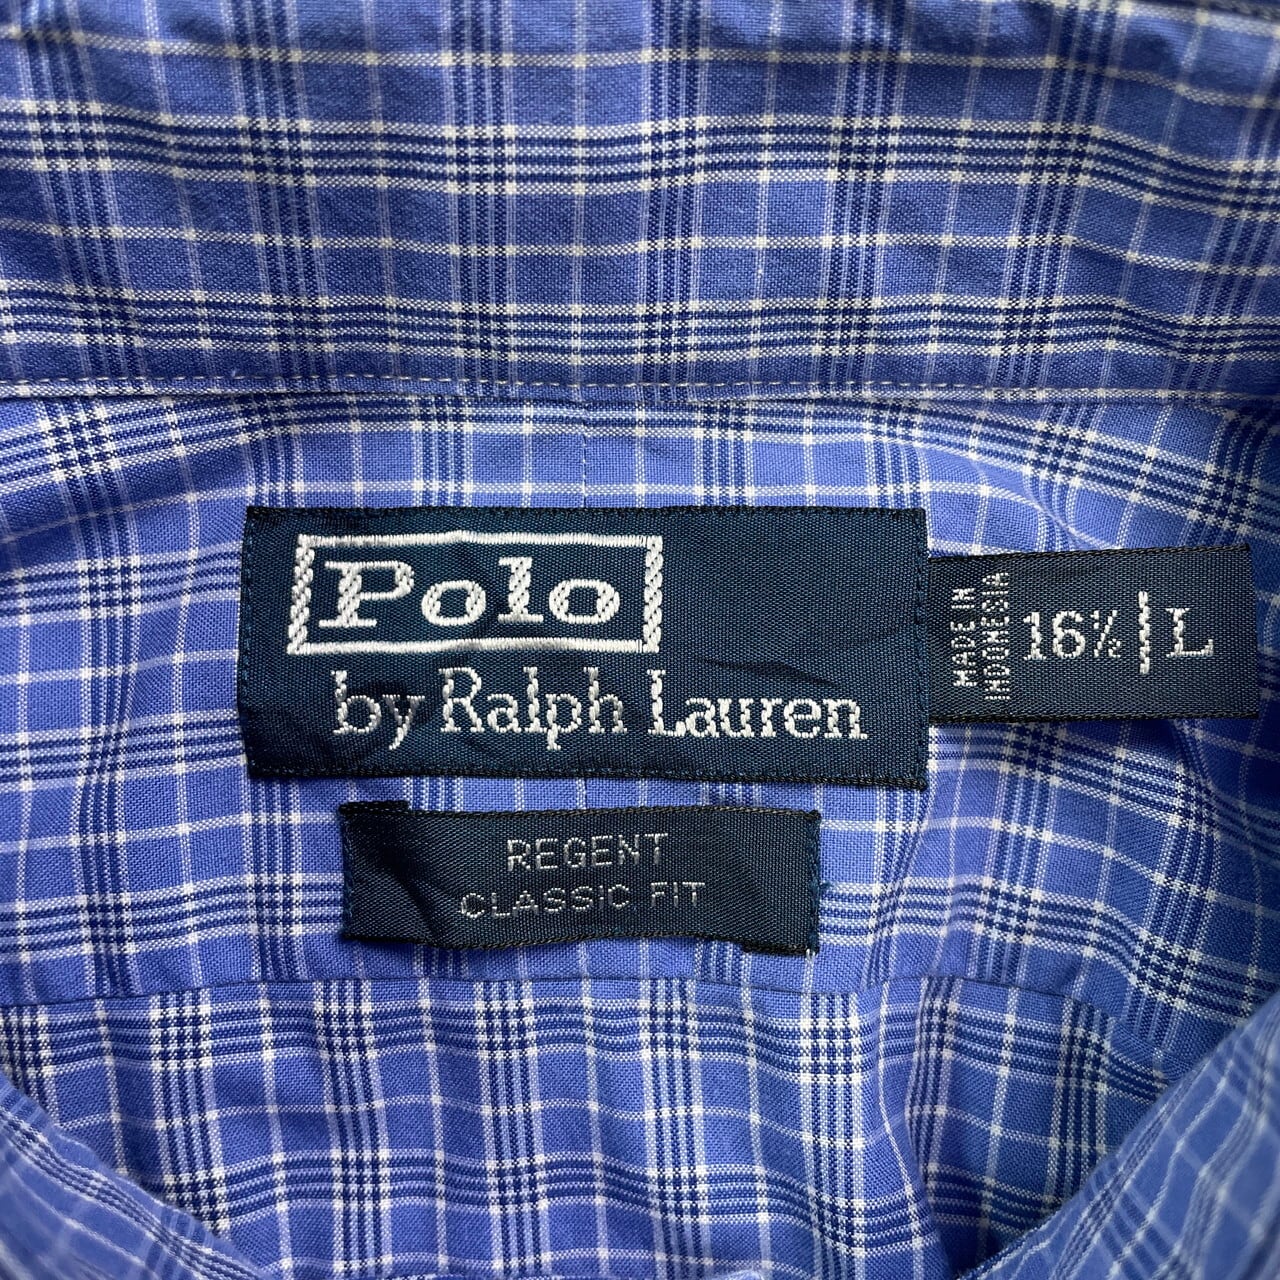 Polo
by Ralph Lauren
MADE IN
INDONESIA
16½ | L
REGENT
CLASSIC FIT